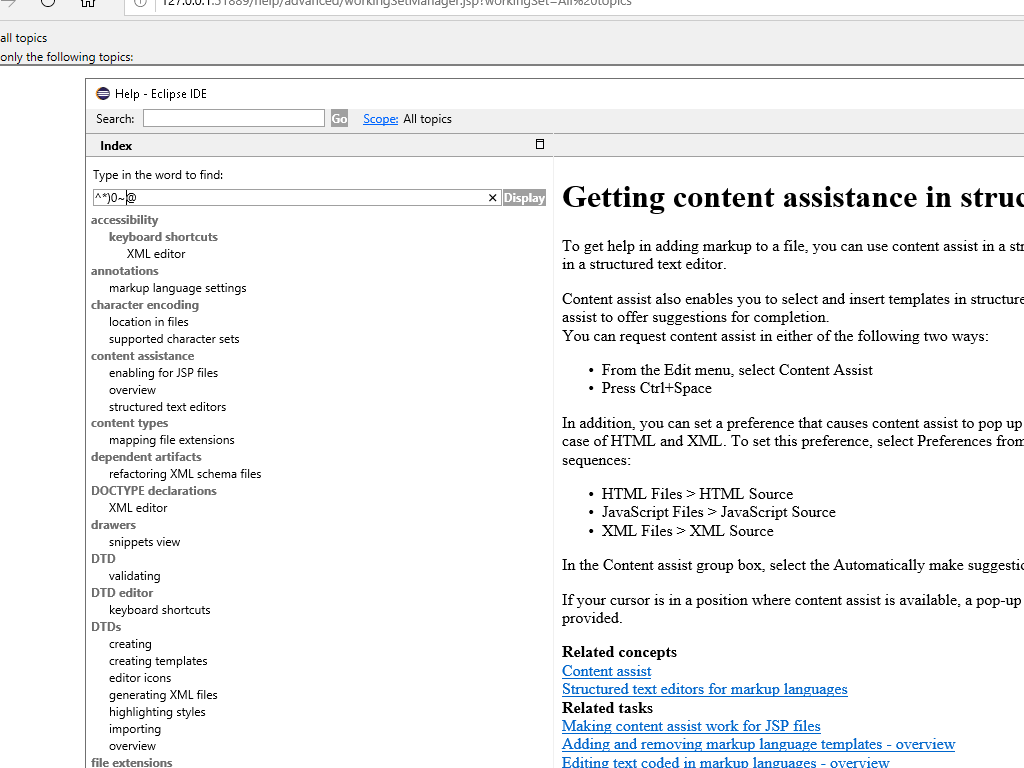 127.0.0.1:51889/help/advanced/workingSetManager.jsp?workingSet=All%20topics
all topics
only the following topics:
Help - Eclipse IDE
Search: Go Scope: All topics
Index
Type in the word to find:
^*)0~@ Display
accessibility
keyboard shortcuts
XML editor
annotations
markup language settings
character encoding
location in files
supported character sets
content assistance
enabling for JSP files
overview
structured text editors
content types
mapping file extensions
dependent artifacts
refactoring XML schema files
DOCTYPE declarations
XML editor
drawers
snippets view
DTD
validating
DTD editor
keyboard shortcuts
DTDs
creating
creating templates
editor icons
generating XML files
highlighting styles
importing
overview
file extensions
Getting content assistance in struc
To get help in adding markup to a file, you can use content assist in a str
in a structured text editor.
Content assist also enables you to select and insert templates in structure
assist to offer suggestions for completion.
You can request content assist in either of the following two ways:
• From the Edit menu, select Content Assist
• Press Ctrl+Space
In addition, you can set a preference that causes content assist to pop up
case of HTML and XML. To set this preference, select Preferences from
sequences:
• HTML Files > HTML Source
• JavaScript Files > JavaScript Source
• XML Files > XML Source
In the Content assist group box, select the Automatically make suggestio
If your cursor is in a position where content assist is available, a pop-up
provided.
Related concepts
Content assist
Structured text editors for markup languages
Related tasks
Making content assist work for JSP files
Adding and removing markup language templates - overview
Editing text coded in markup languages - overview